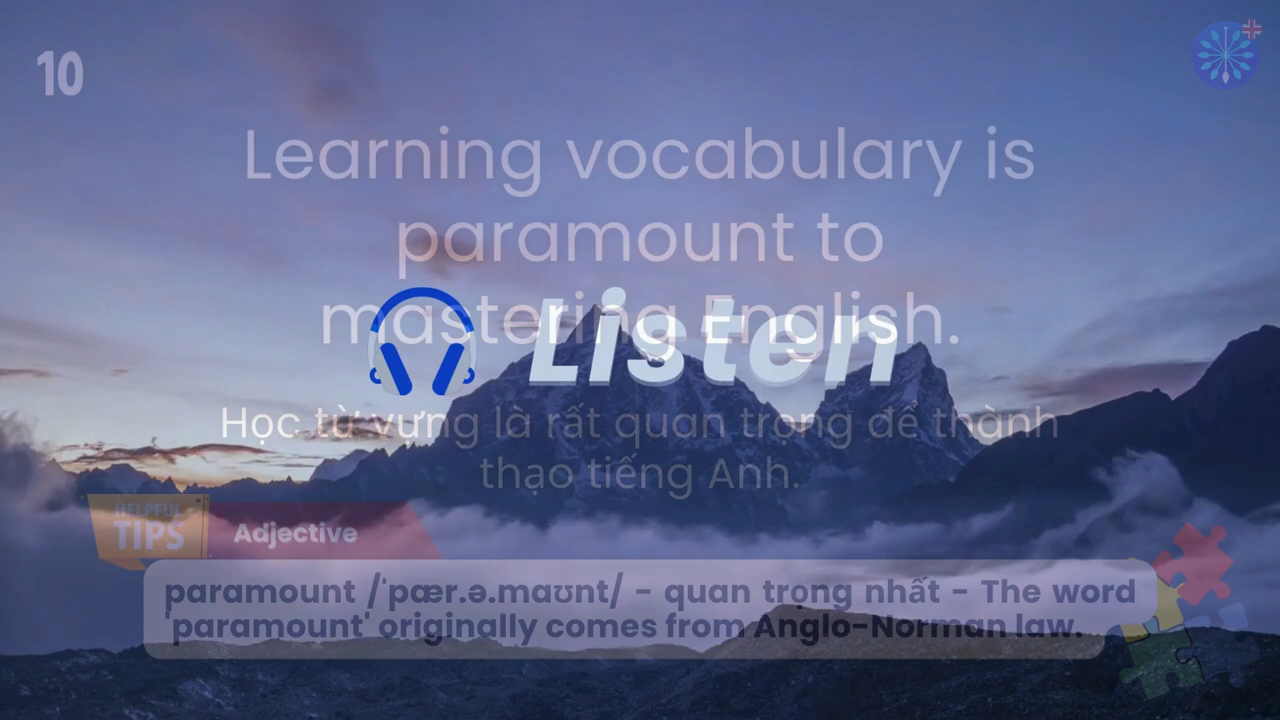 10
Learning vocabulary is
paramount to
mastering English.
Listen
Học từ vựng là rất quan trọng để thành
thạo tiếng Anh.
HELPFUL
TIPS
Adjective
paramount /ˈpær.ə.maʊnt/ - quan trọng nhất - The word
'paramount' originally comes from Anglo-Norman law.